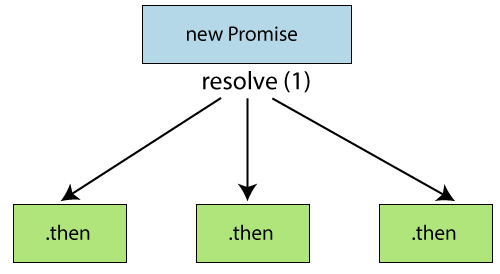 new Promise
resolve (1)
.then
.then
.then